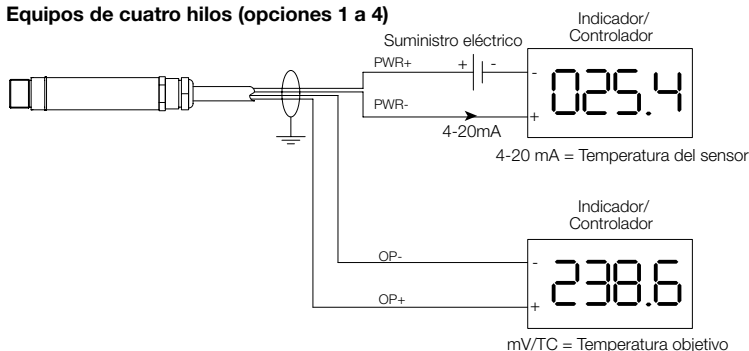 Equipos de cuatro hilos (opciones 1 a 4)
Indicador/
Controlador
Suministro eléctrico
PWR+
+
-
-
025.4
PWR-
+
4-20mA
4-20 mA = Temperatura del sensor
Indicador/
Controlador
OP-
-
238.6
OP+
+
mV/TC = Temperatura objetivo